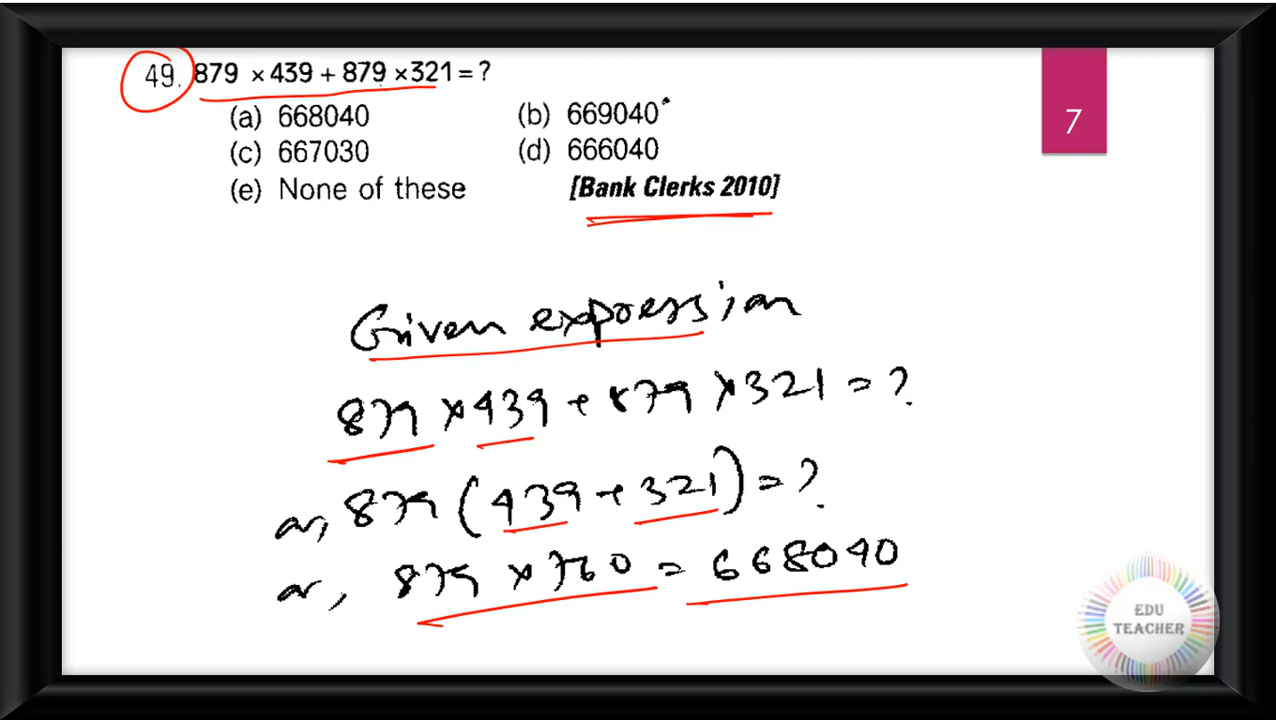 49. 879 ×439 + 879 ×321 = ?
(a) 668040 (b) 669040
(c) 667030 (d) 666040
(e) None of these [Bank Clerks 2010]
7
Given expression
879 × 439 + 879 × 321 = ?
or, 879 (439 + 321) = ?
or, 879 × 760 = 668040
EDU
TEACHER